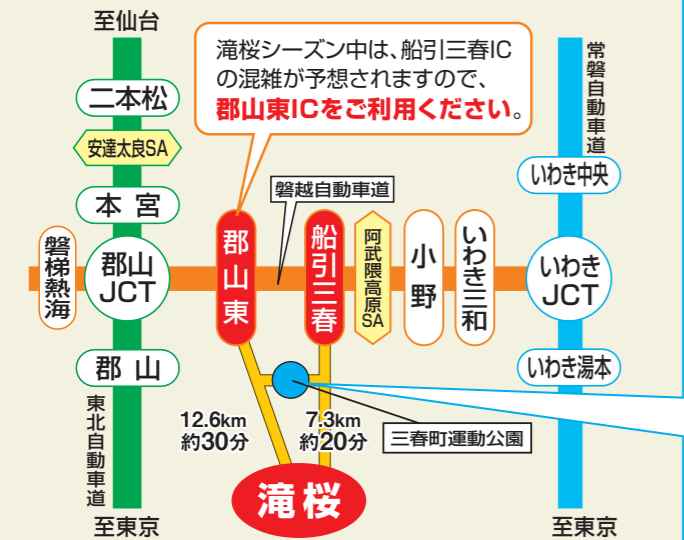 至仙台
二本松
安達太良SA
本宮
磐梯熱海
郡山
JCT
郡山
東北自動車道
至東京
滝桜シーズン中は、船引三春IC
の混雑が予想されますので、
郡山東ICをご利用ください。
磐越自動車道
郡山東
船引三春
阿武隈高原SA
小野
いわき三和
常磐自動車道
いわき中央
いわき
JCT
いわき湯本
至東京
12.6km
約30分
7.3km
約20分
三春町運動公園
滝桜